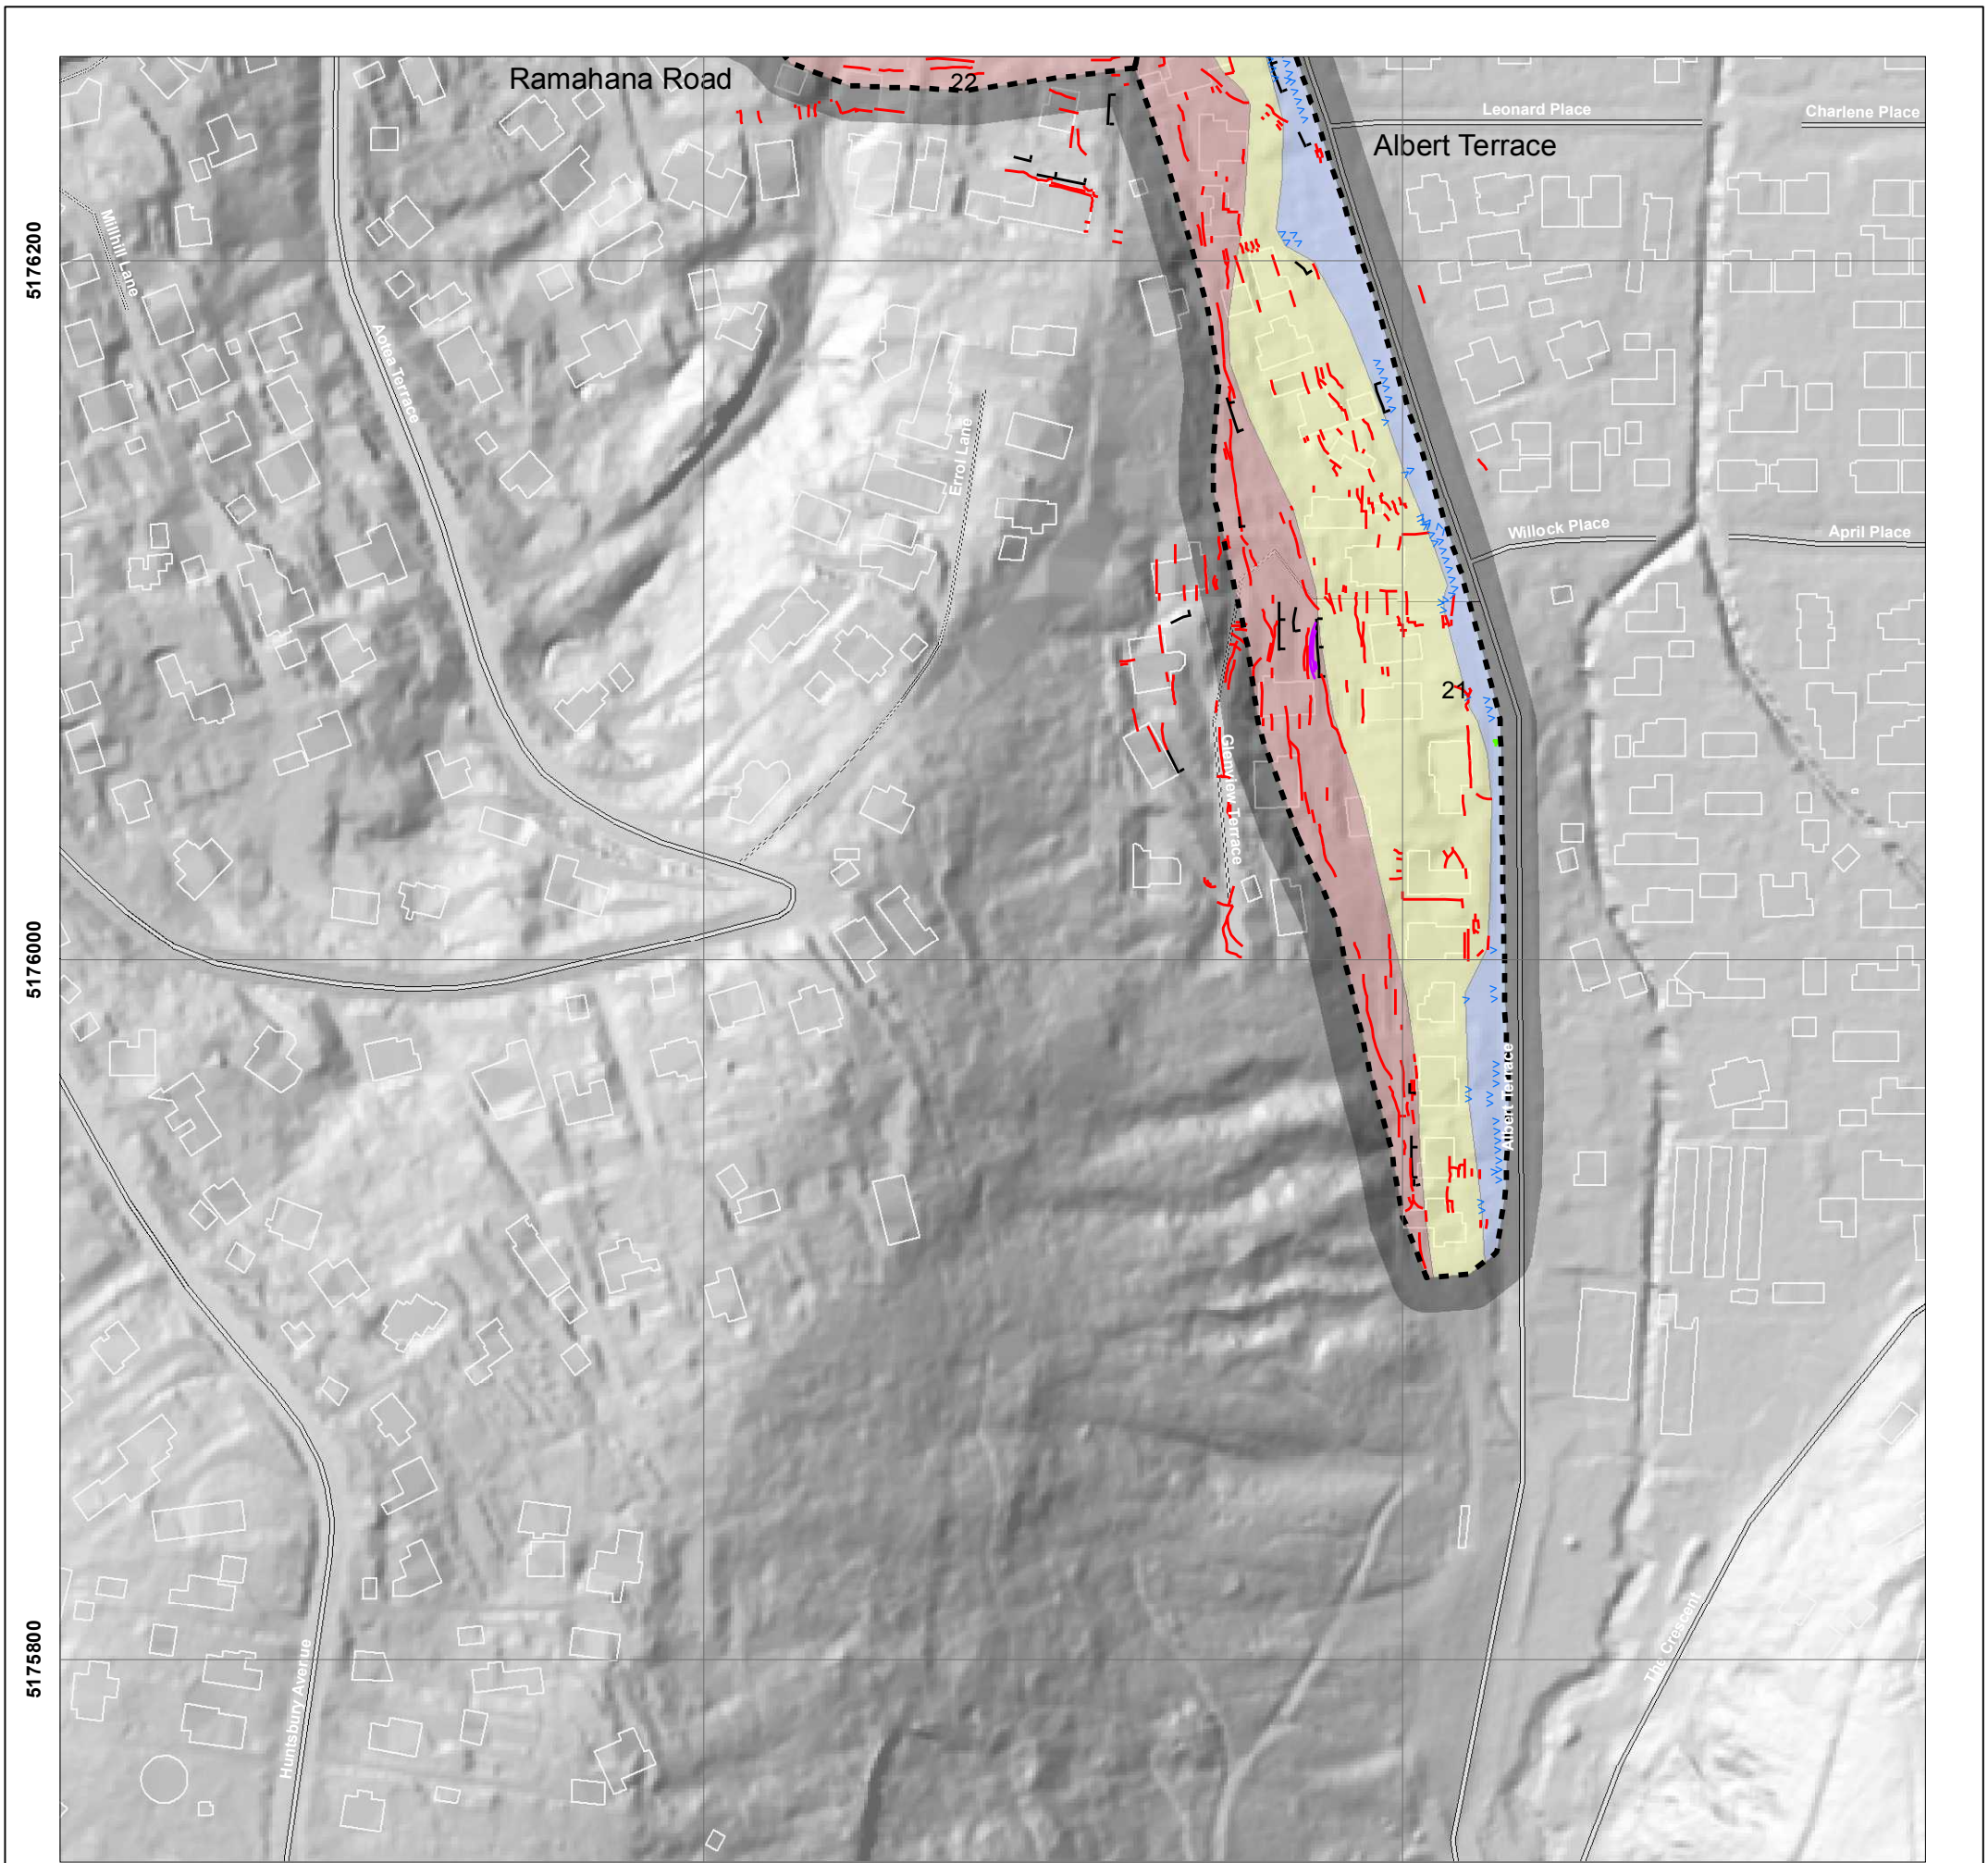 Ramahana Road
22
Leonard Place
Charlene Place
Albert Terrace
Millhill Lane
5176200
Aotea Terrace
Errol Lane
Willock Place
April Place
21
Glenview Terrace
5176000
Albert Terrace
The Crescent
5175800
Huntsbury Avenue